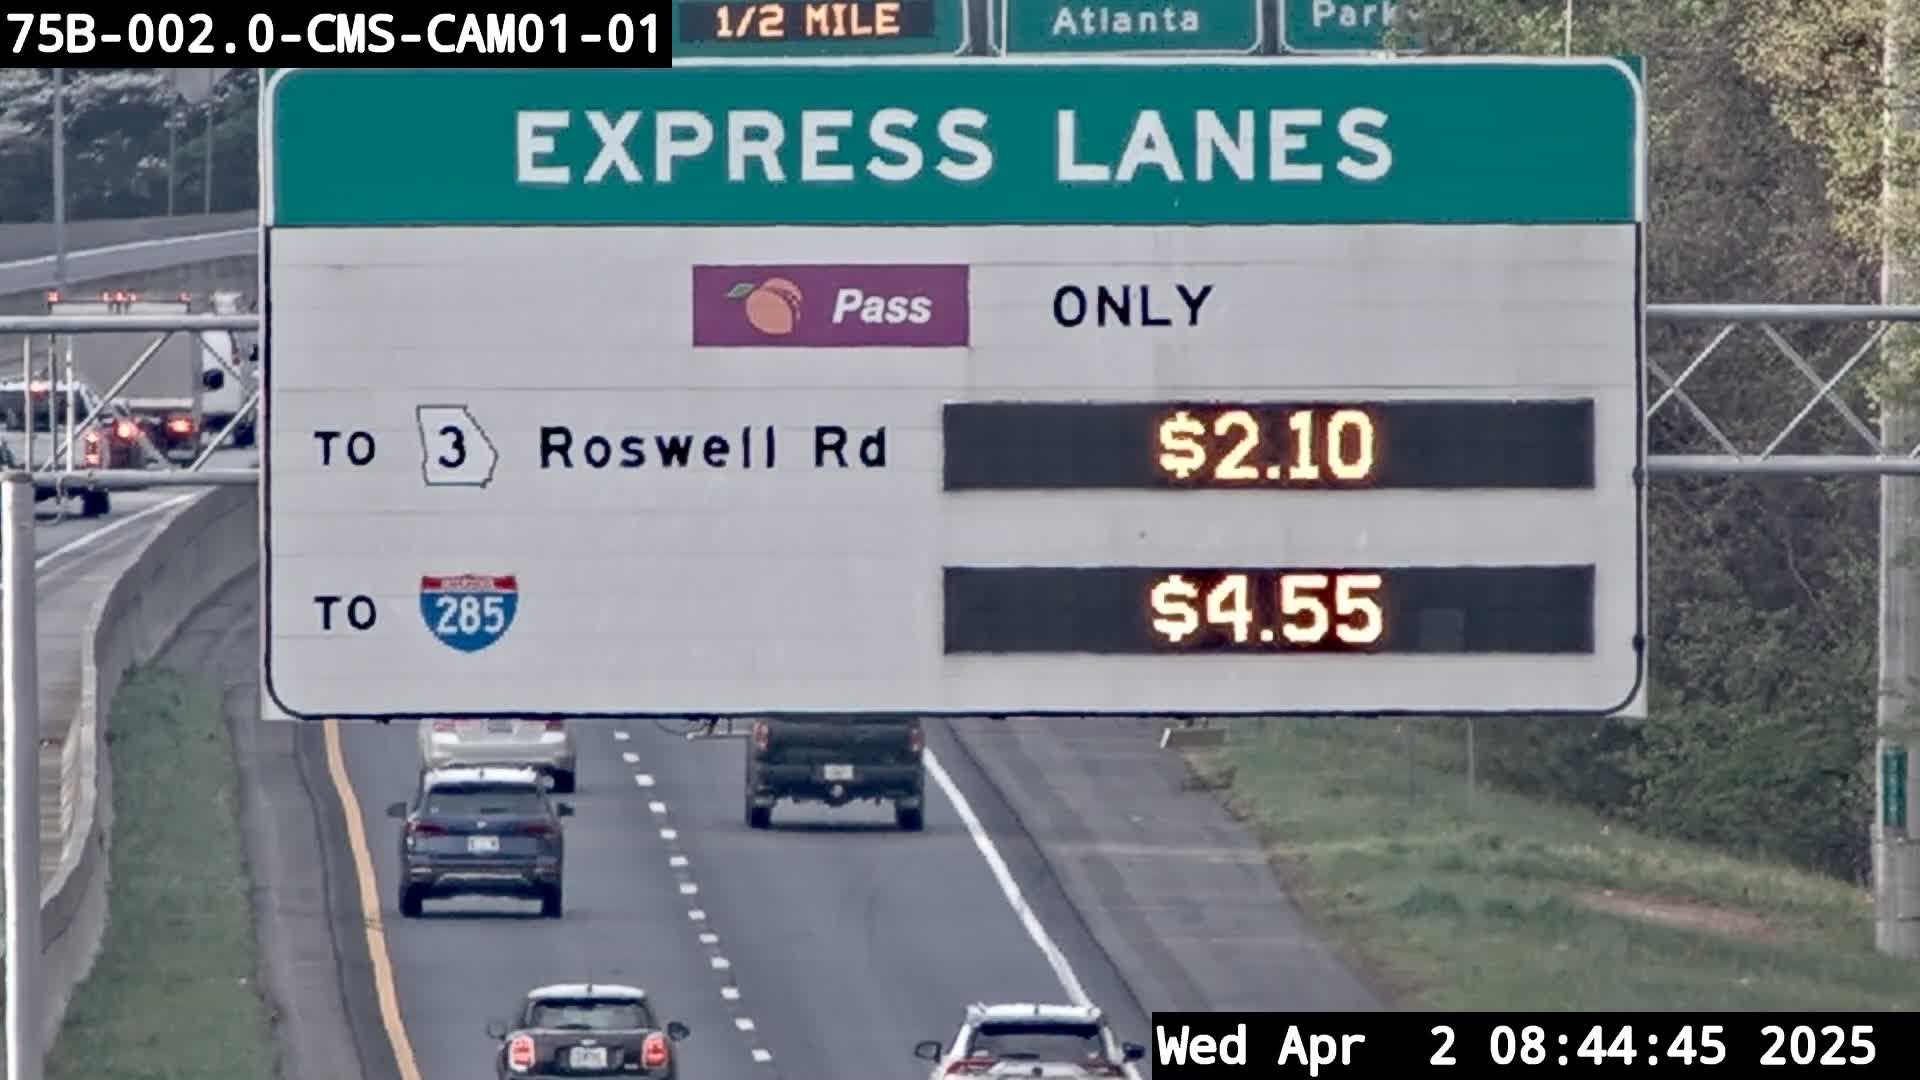 75B-002.0-CMS-CAM01-01
1/2 MILE
Atlanta
Park
EXPRESS LANES
Pass ONLY
TO 3 Roswell Rd $2.10
TO 285 $4.55
Wed Apr 2 08:44:45 2025